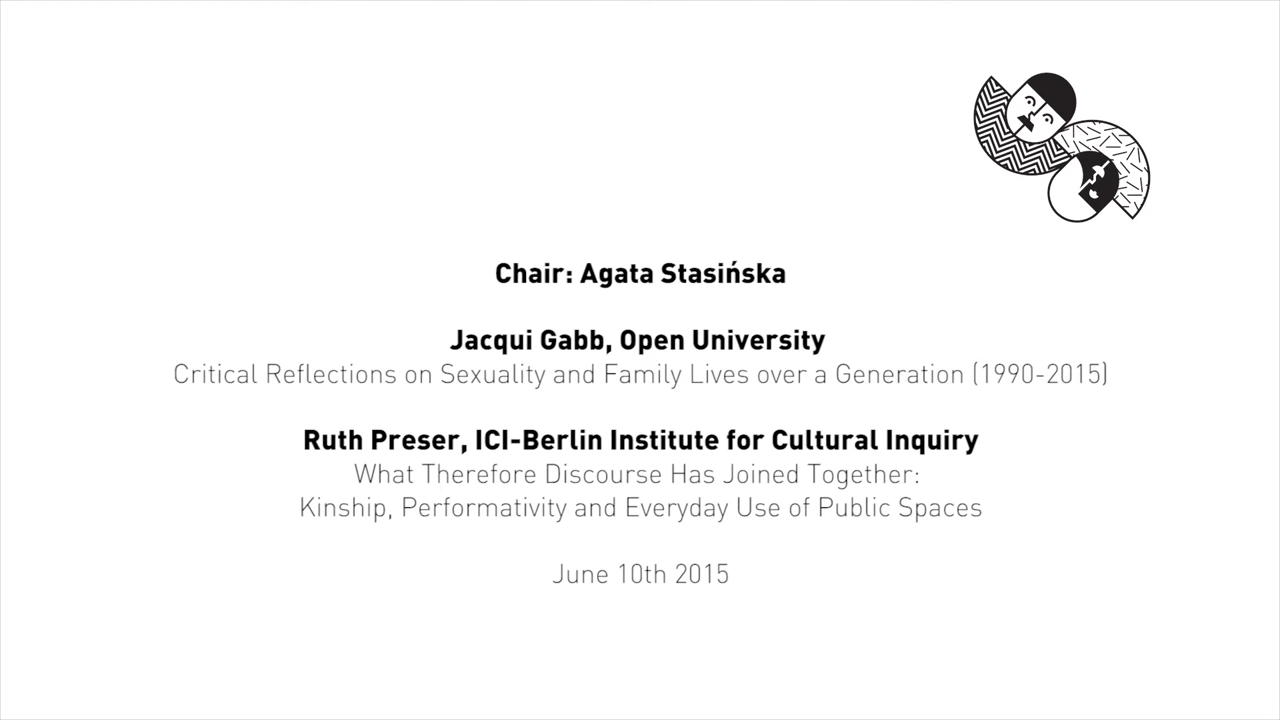 Chair: Agata Stasińska
Jacqui Gabb, Open University
Critical Reflections on Sexuality and Family Lives over a Generation (1990-2015)
Ruth Preser, ICI-Berlin Institute for Cultural Inquiry
What Therefore Discourse Has Joined Together:
Kinship, Performativity and Everyday Use of Public Spaces
June 10th 2015